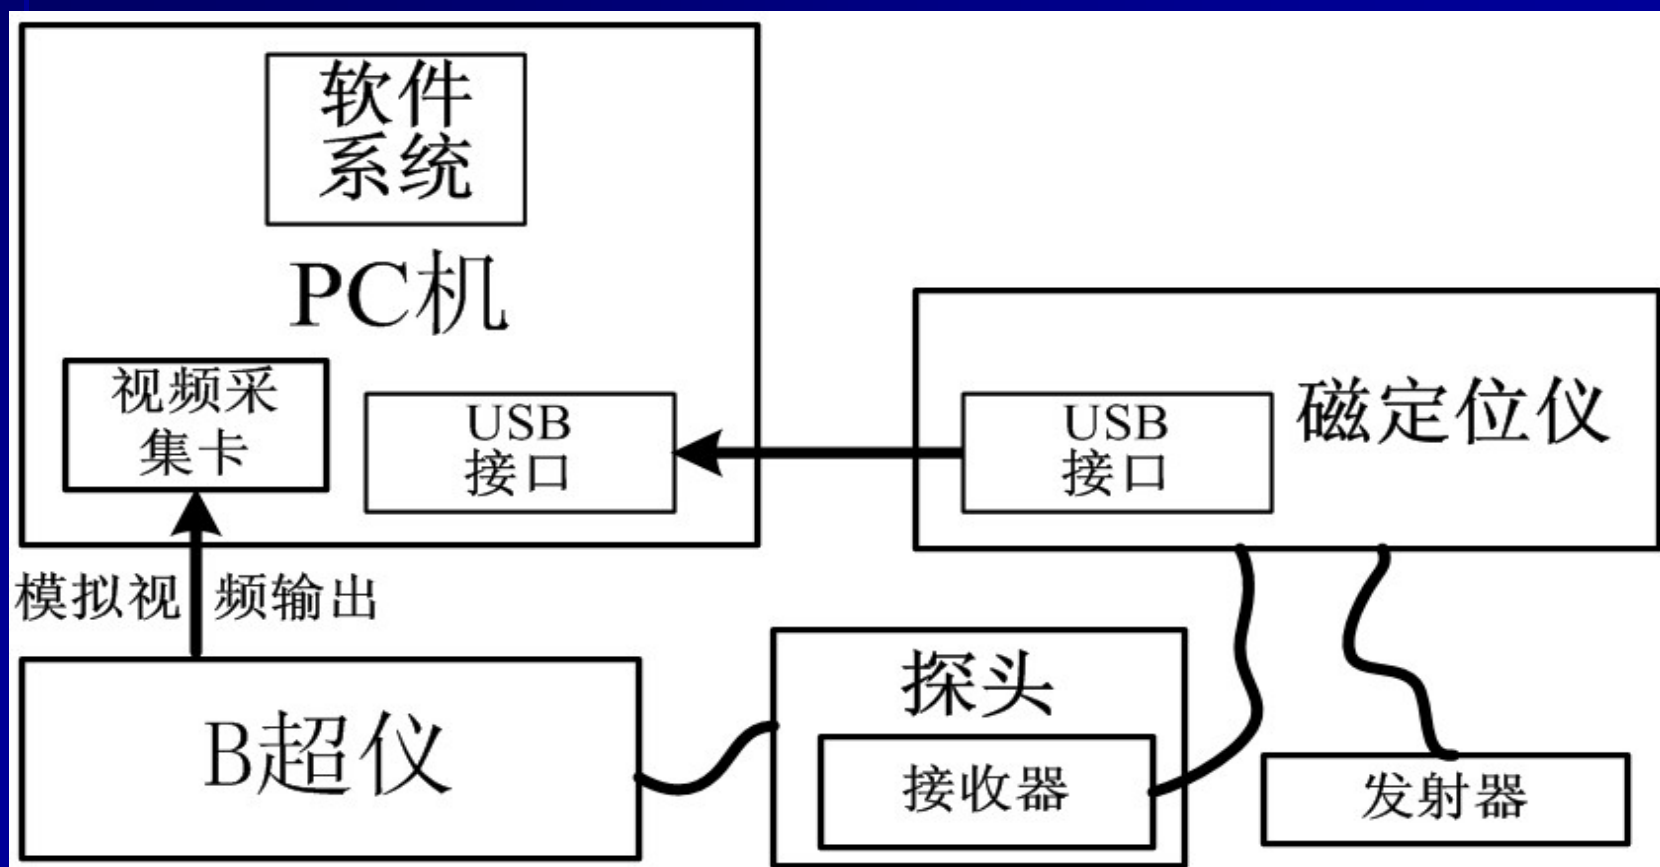 软件
系统
PC机
视频采
集卡
USB
接口
USB
接口
磁定位仪
模拟视频输出
B超仪
探头
接收器
发射器